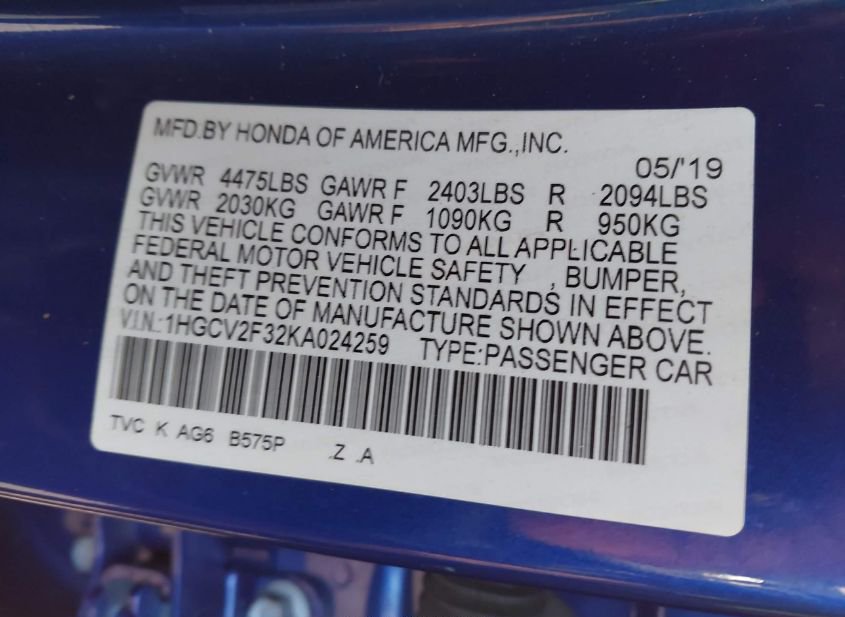 MFD.BY HONDA OF AMERICA MFG.,INC.
05/'19
GVWR 4475LBS GAWR F 2403LBS R 2094LBS
GVWR 2030KG GAWR F 1090KG R 950KG
THIS VEHICLE CONFORMS TO ALL APPLICABLE
FEDERAL MOTOR VEHICLE SAFETY , BUMPER,
AND THEFT PREVENTION STANDARDS IN EFFECT
ON THE DATE OF MANUFACTURE SHOWN ABOVE.
V.I.N.:1HGCV2F32KA024259 TYPE:PASSENGER CAR
TVC K AG6 B575P .Z .A